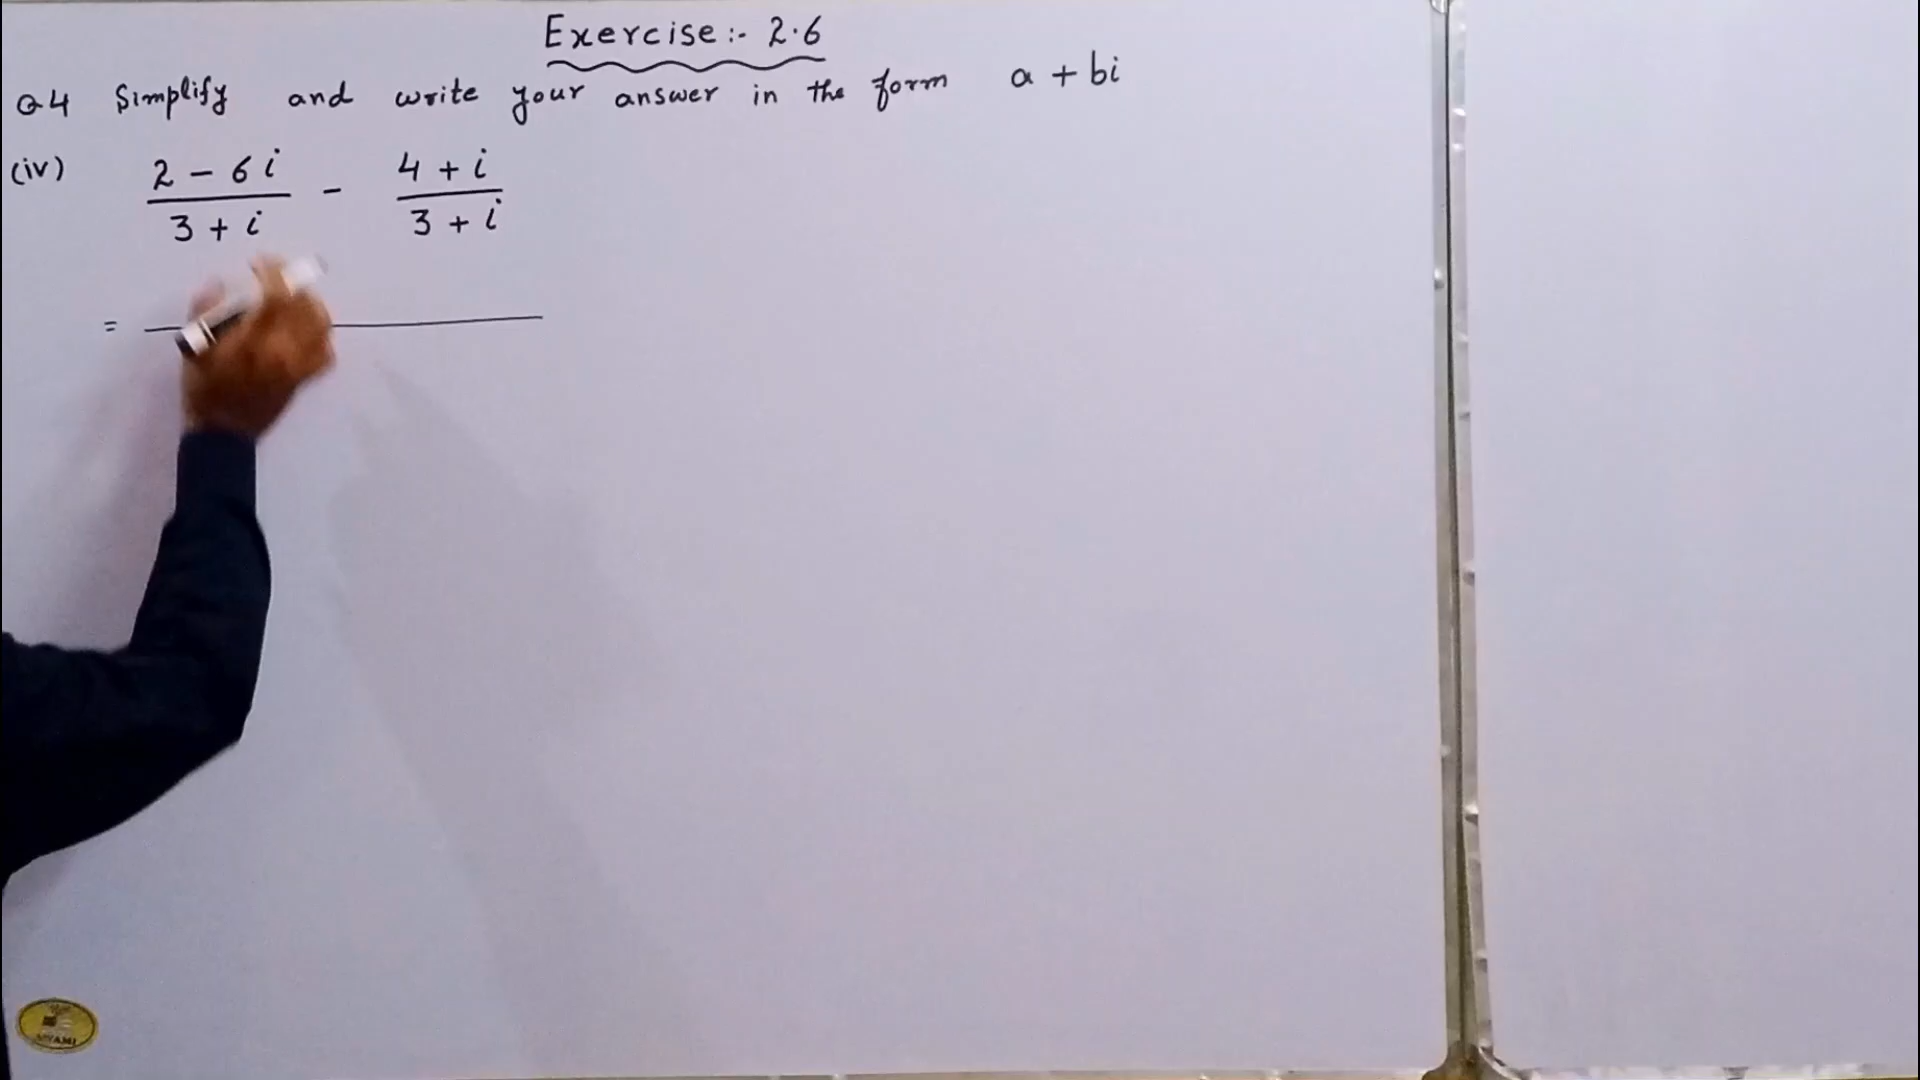 Exercise:- 2.6
Q4 Simplify and write your answer in the form a + bi
(iv) (2 - 6i)/(3 + i) - (4 + i)/(3 + i)
=